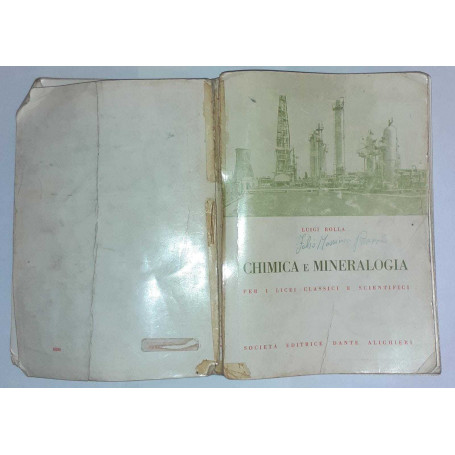 LUIGI ROLLA
CHIMICA E MINERALOGIA
PER I LICEI CLASSICI E SCIENTIFICI
SOCIETÀ EDITRICE DANTE ALIGHIERI